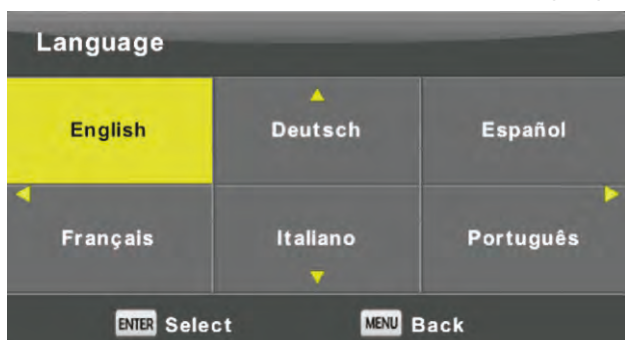 Language
English Deutsch Español
Français Italiano Português
ENTER Select MENU Back